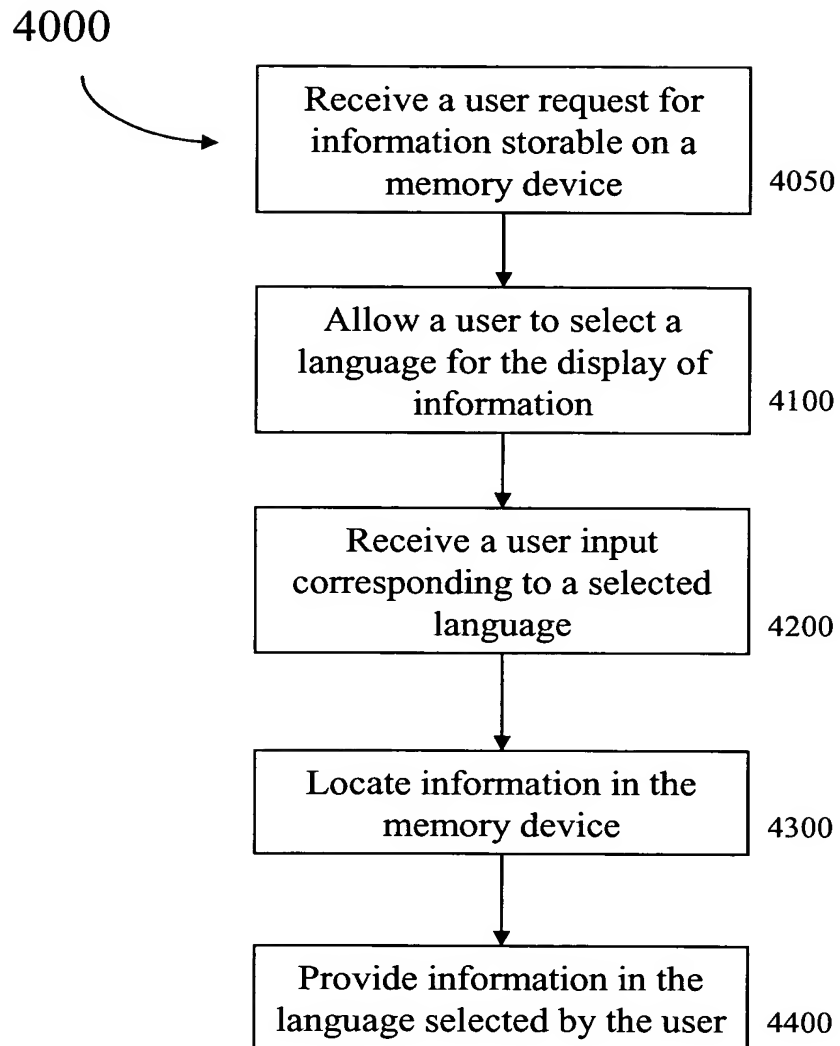 4000
Receive a user request for
information storable on a
memory device
4050
Allow a user to select a
language for the display of
information
4100
Receive a user input
corresponding to a selected
language
4200
Locate information in the
memory device
4300
Provide information in the
language selected by the user
4400